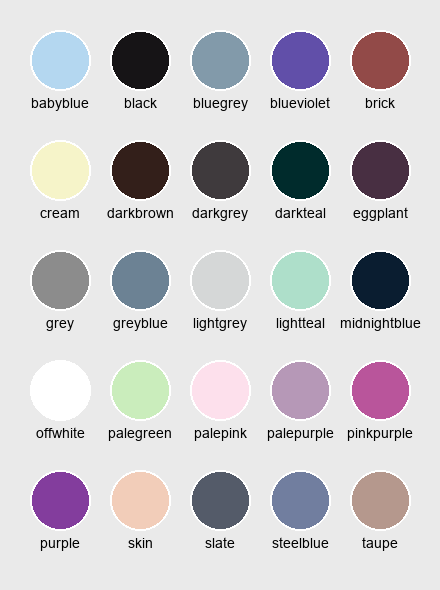 babyblue black bluegrey blueviolet brick
cream darkbrown darkgrey darkteal eggplant
grey greyblue lightgrey lightteal midnightblue
offwhite palegreen palepink palepurple pinkpurple
purple skin slate steelblue taupe